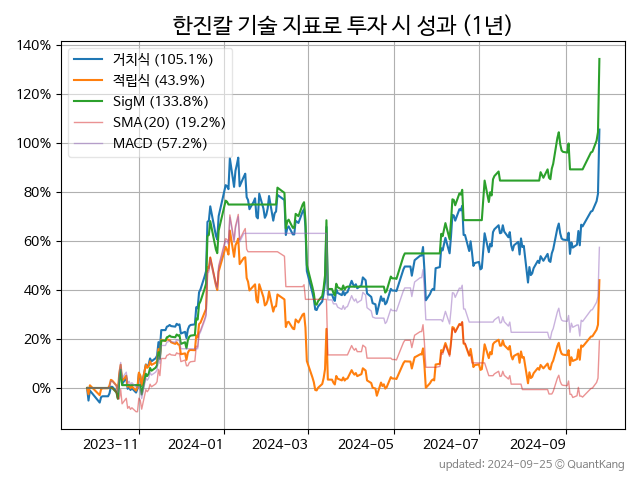 한진칼 기술 지표로 투자 시 성과 (1년)
140%
120%
100%
80%
60%
40%
20%
0%
거치식 (105.1%)
적립식 (43.9%)
SigM (133.8%)
SMA(20) (19.2%)
MACD (57.2%)
2023-11
2024-01
2024-03
2024-05
2024-07
2024-09
updated: 2024-09-25 © QuantKang